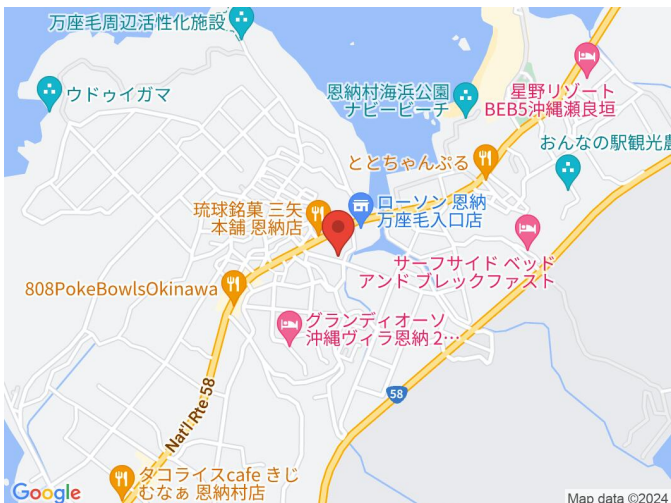 万座毛周辺活性化施設
ウドゥイガマ
恩納村海浜公園
ナビービーチ
星野リゾート
BEB5沖縄瀬良垣
ととちゃんぷる
おんなの駅観光農
琉球銘菓 三矢
本舗 恩納店
ローソン 恩納
万座毛入口店
サーフサイド ベッド
アンド ブレックファスト
808PokeBowlsOkinawa
グランディオーソ
沖縄ヴィラ恩納 2…
58
Nat'l Rte 58
タコライスcafe きじ
むなぁ 恩納村店
Google
Map data ©2024